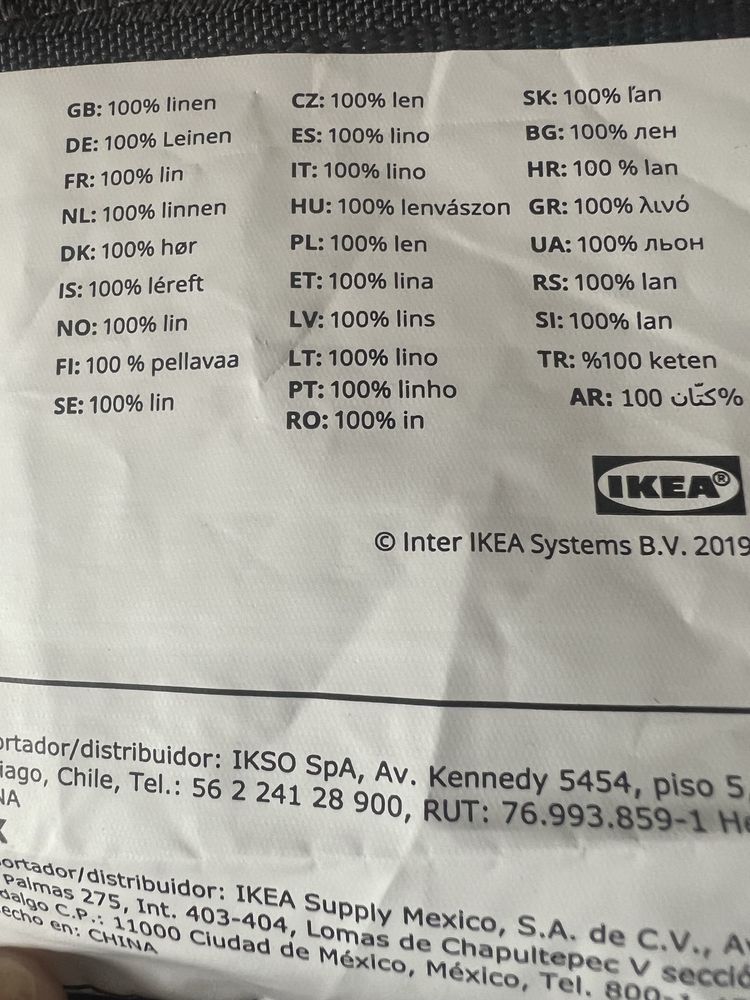 GB: 100% linen
DE: 100% Leinen
FR: 100% lin
NL: 100% linnen
DK: 100% hør
IS: 100% léreft
NO: 100% lin
FI: 100 % pellavaa
SE: 100% lin
CZ: 100% len
ES: 100% lino
IT: 100% lino
HU: 100% lenvászon
PL: 100% len
ET: 100% lina
LV: 100% lins
LT: 100% lino
PT: 100% linho
RO: 100% in
SK: 100% ľan
BG: 100% лен
HR: 100 % lan
GR: 100% λινό
UA: 100% льон
RS: 100% lan
SI: 100% lan
TR: %100 keten
AR: 100 كتّان%
IKEA®
© Inter IKEA Systems B.V. 2019
ortador/distribuidor: IKSO SpA, Av. Kennedy 5454, piso 5,
iago, Chile, Tel.: 56 2 241 28 900, RUT: 76.993.859-1 He
NA
X
ortador/distribuidor: IKEA Supply Mexico, S.A. de C.V., Av
Palmas 275, Int. 403-404, Lomas de Chapultepec V secció
dalgo C.P.: 11000 Ciudad de México, México, Tel. 800
echo en: CHINA